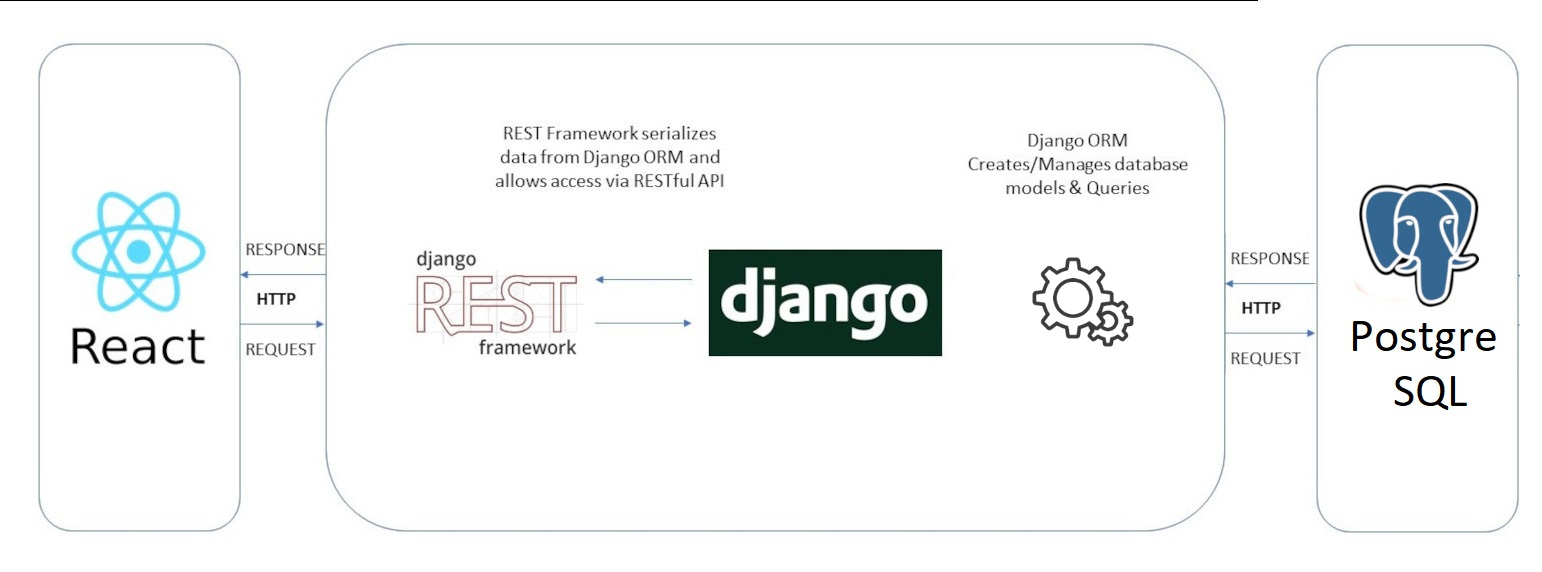 REST Framework serializes
data from Django ORM and
allows access via RESTful API
Django ORM
Creates/Manages database
models & Queries
React
RESPONSE
HTTP
REQUEST
django
REST
framework
django
RESPONSE
HTTP
REQUEST
Postgre
SQL